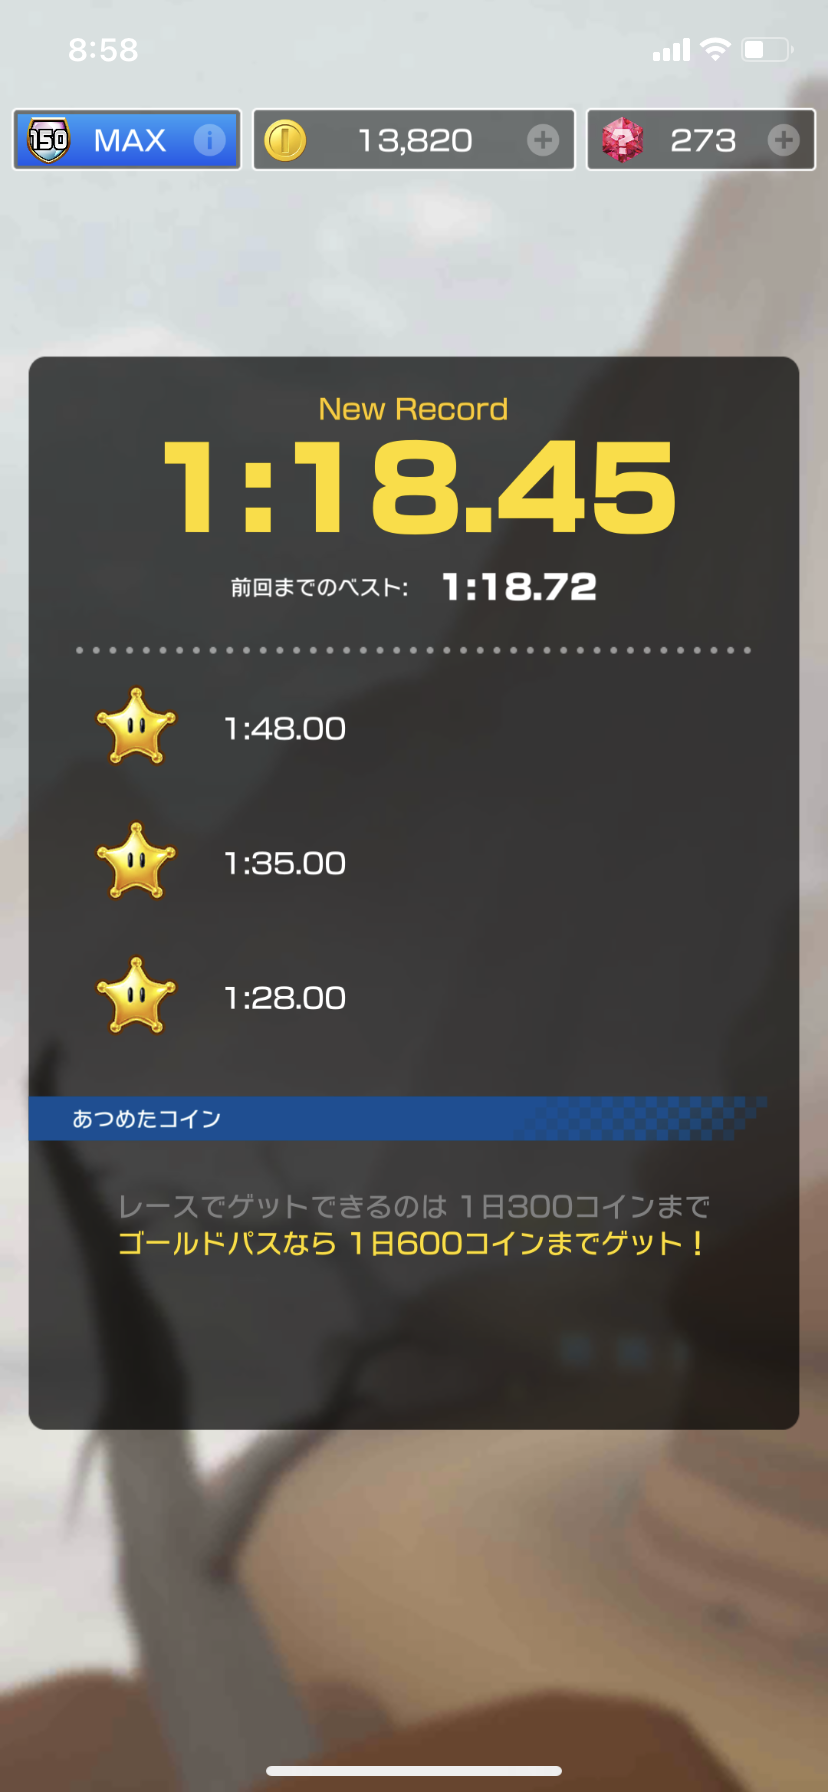 8:58
150 MAX i 13,820 + ? 273 +
New Record
1:18.45
前回までのベスト: 1:18.72
1:48.00
1:35.00
1:28.00
あつめたコイン
レースでゲットできるのは 1日300コインまで
ゴールドパスなら 1日600コインまでゲット！